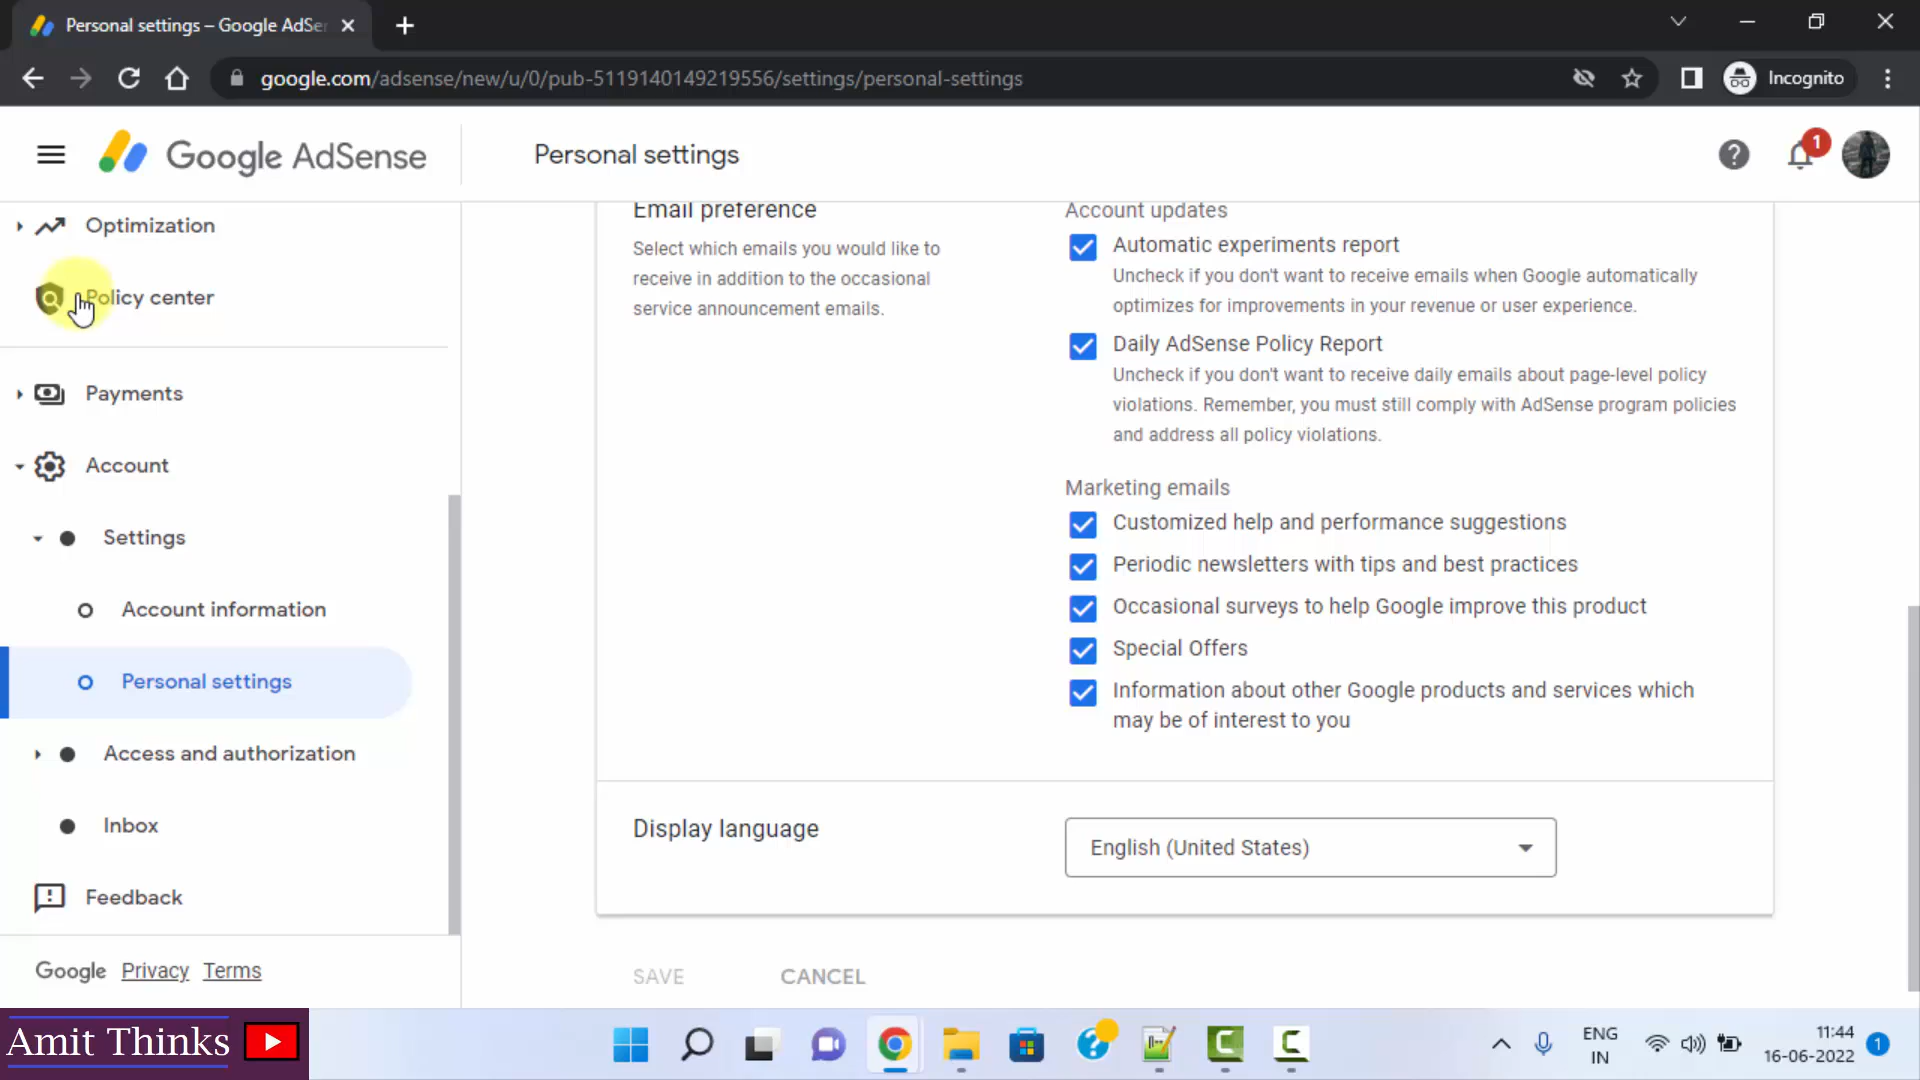 Personal settings – Google AdSe
google.com/adsense/new/u/0/pub-5119140149219556/settings/personal-settings
Incognito
Google AdSense
Personal settings
1
Optimization
Policy center
Payments
Account
Settings
Account information
Personal settings
Access and authorization
Inbox
Feedback
Google Privacy Terms
Email preference
Select which emails you would like to
receive in addition to the occasional
service announcement emails.
Account updates
Automatic experiments report
Uncheck if you don't want to receive emails when Google automatically
optimizes for improvements in your revenue or user experience.
Daily AdSense Policy Report
Uncheck if you don't want to receive daily emails about page-level policy
violations. Remember, you must still comply with AdSense program policies
and address all policy violations.
Marketing emails
Customized help and performance suggestions
Periodic newsletters with tips and best practices
Occasional surveys to help Google improve this product
Special Offers
Information about other Google products and services which
may be of interest to you
Display language
English (United States)
SAVE CANCEL
Amit Thinks
ENG
IN
11:44
16-06-2022
1